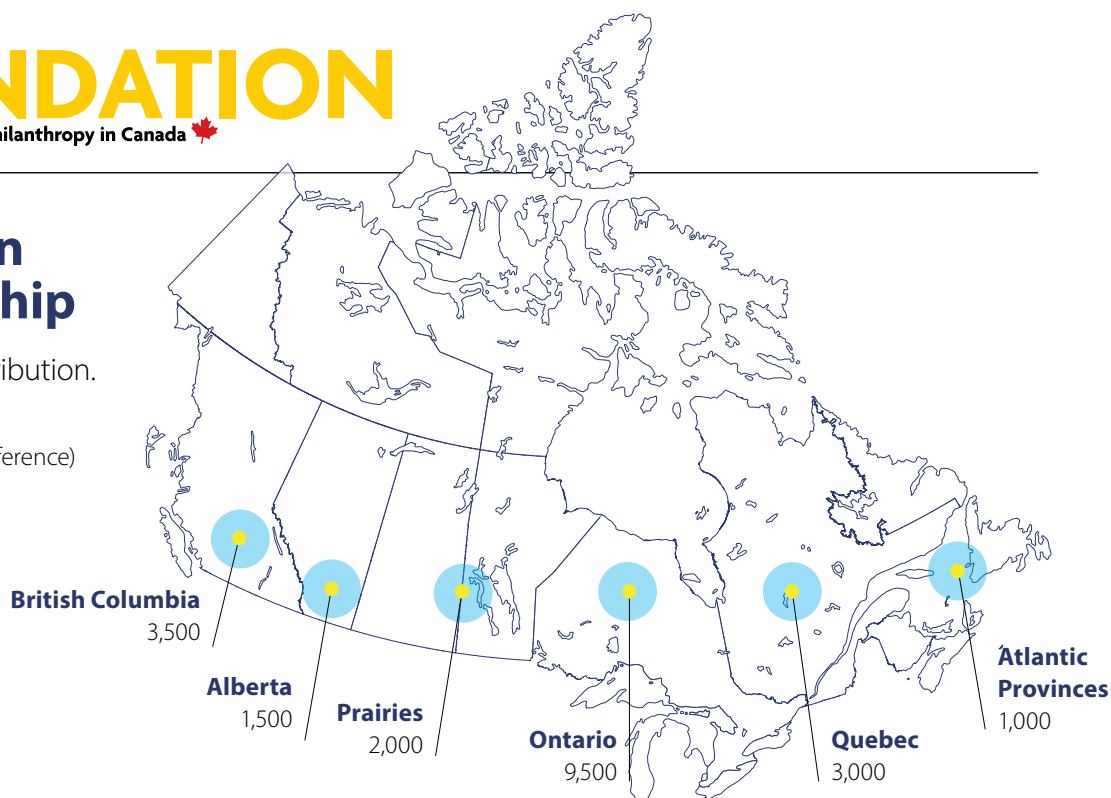 NDATION
hilanthropy in Canada
n
hip
ibution.
erence)
British Columbia
3,500
Alberta
1,500
Prairies
2,000
Ontario
9,500
Quebec
3,000
Atlantic
Provinces
1,000